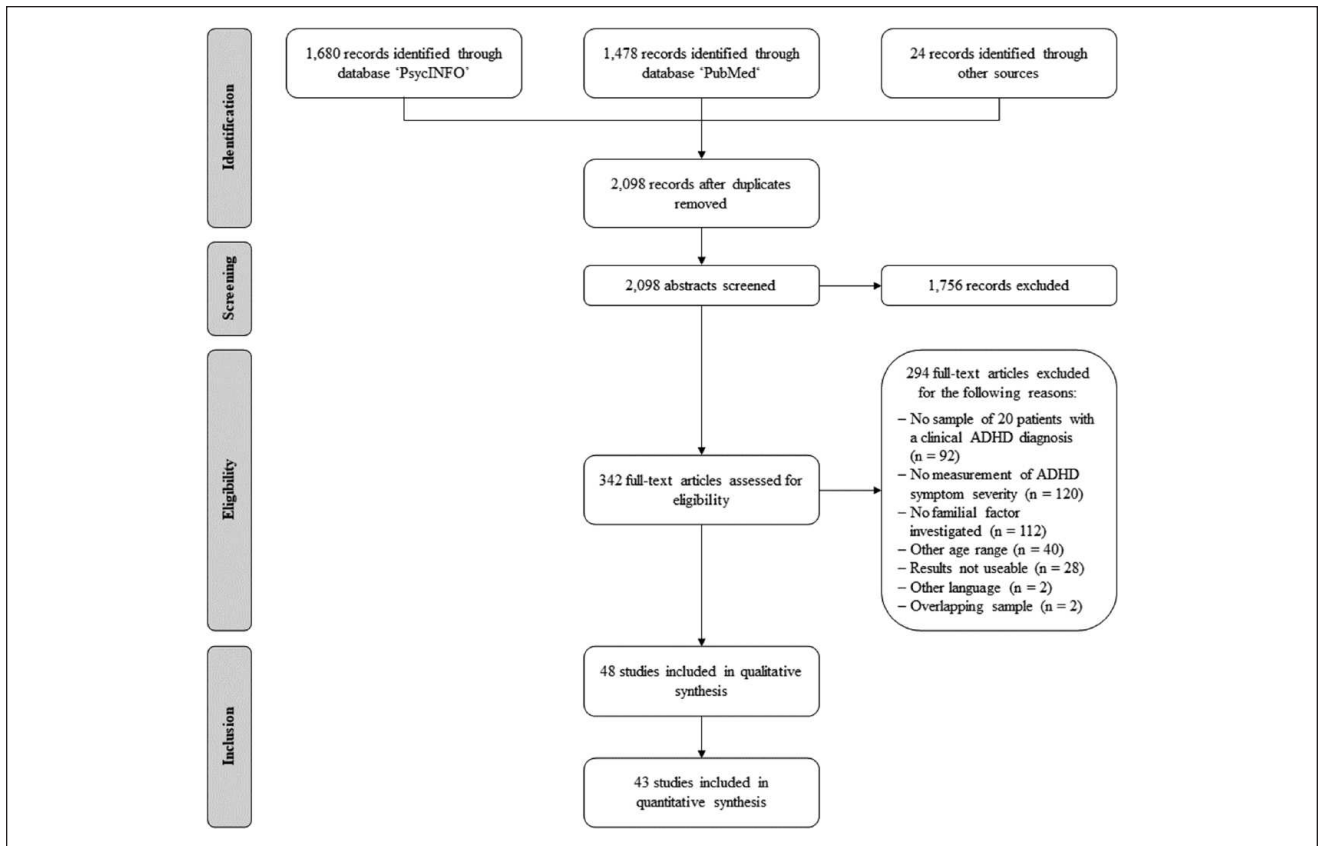 Identification
1,680 records identified through
database ‘PsycINFO’
1,478 records identified through
database ‘PubMed‘
24 records identified through
other sources
2,098 records after duplicates
removed
Screening
2,098 abstracts screened
1,756 records excluded
Eligibility
342 full-text articles assessed for
eligibility
294 full-text articles excluded
for the following reasons:
– No sample of 20 patients with
a clinical ADHD diagnosis
(n = 92)
– No measurement of ADHD
symptom severity (n = 120)
– No familial factor
investigated (n = 112)
– Other age range (n = 40)
– Results not useable (n = 28)
– Other language (n = 2)
– Overlapping sample (n = 2)
Inclusion
48 studies included in qualitative
synthesis
43 studies included in
quantitative synthesis